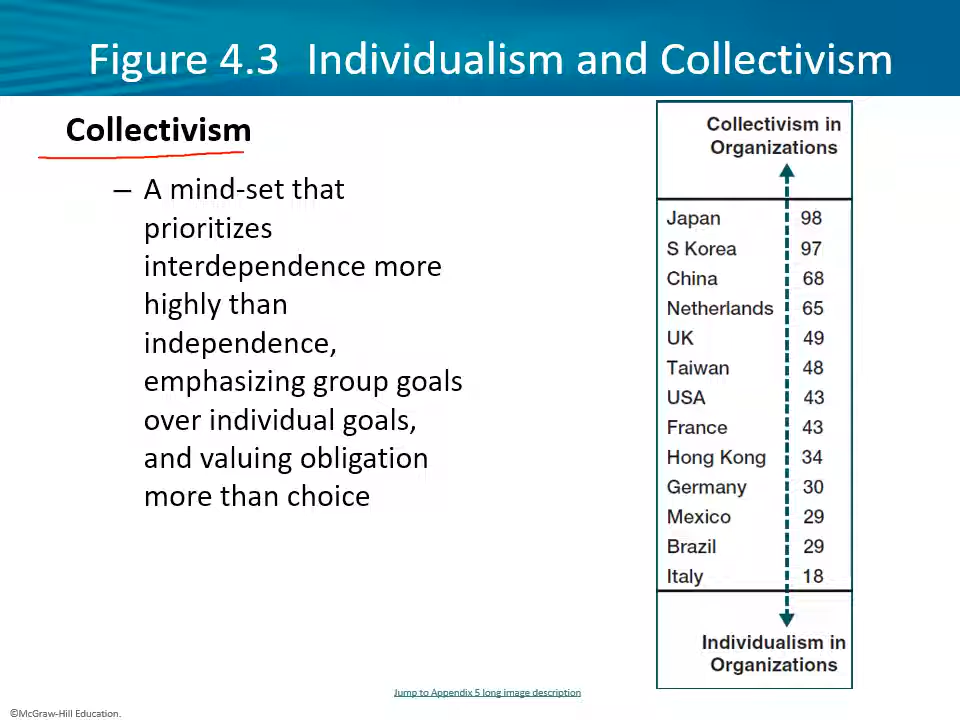 Figure 4.3 Individualism and Collectivism
Collectivism
– A mind-set that
prioritizes
interdependence more
highly than
independence,
emphasizing group goals
over individual goals,
and valuing obligation
more than choice
Collectivism in
Organizations
Japan 98
S Korea 97
China 68
Netherlands 65
UK 49
Taiwan 48
USA 43
France 43
Hong Kong 34
Germany 30
Mexico 29
Brazil 29
Italy 18
Individualism in
Organizations
Jump to Appendix 5 long image description
©McGraw-Hill Education.